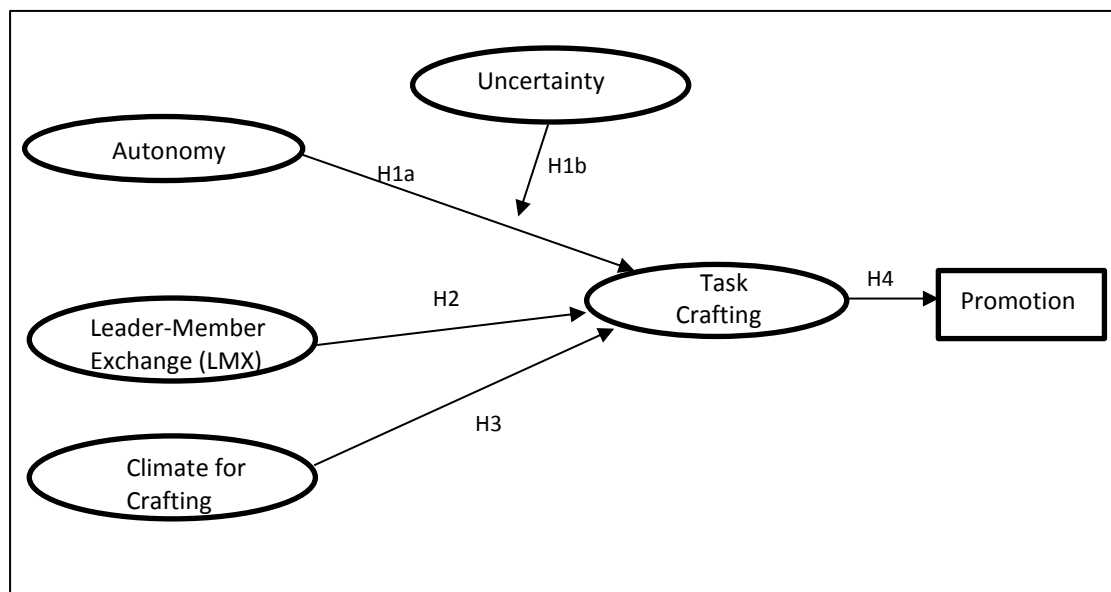 Uncertainty
Autonomy
H1a
H1b
Task
Crafting
H4
Promotion
H2
Leader-Member
Exchange (LMX)
H3
Climate for
Crafting